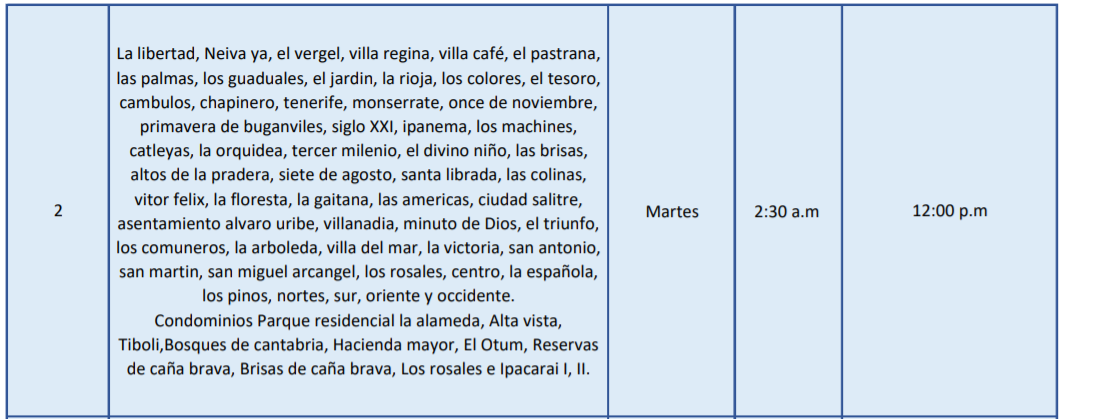 2
La libertad, Neiva ya, el vergel, villa regina, villa café, el pastrana,
las palmas, los guaduales, el jardin, la rioja, los colores, el tesoro,
cambulos, chapinero, tenerife, monserrate, once de noviembre,
primavera de buganviles, siglo XXI, ipanema, los machines,
catleyas, la orquidea, tercer milenio, el divino niño, las brisas,
altos de la pradera, siete de agosto, santa librada, las colinas,
vitor felix, la floresta, la gaitana, las americas, ciudad salitre,
asentamiento alvaro uribe, villanadia, minuto de Dios, el triunfo,
los comuneros, la arboleda, villa del mar, la victoria, san antonio,
san martin, san miguel arcangel, los rosales, centro, la española,
los pinos, nortes, sur, oriente y occidente.
Condominios Parque residencial la alameda, Alta vista,
Tiboli,Bosques de cantabria, Hacienda mayor, El Otum, Reservas
de caña brava, Brisas de caña brava, Los rosales e Ipacarai I, II.
Martes
2:30 a.m
12:00 p.m